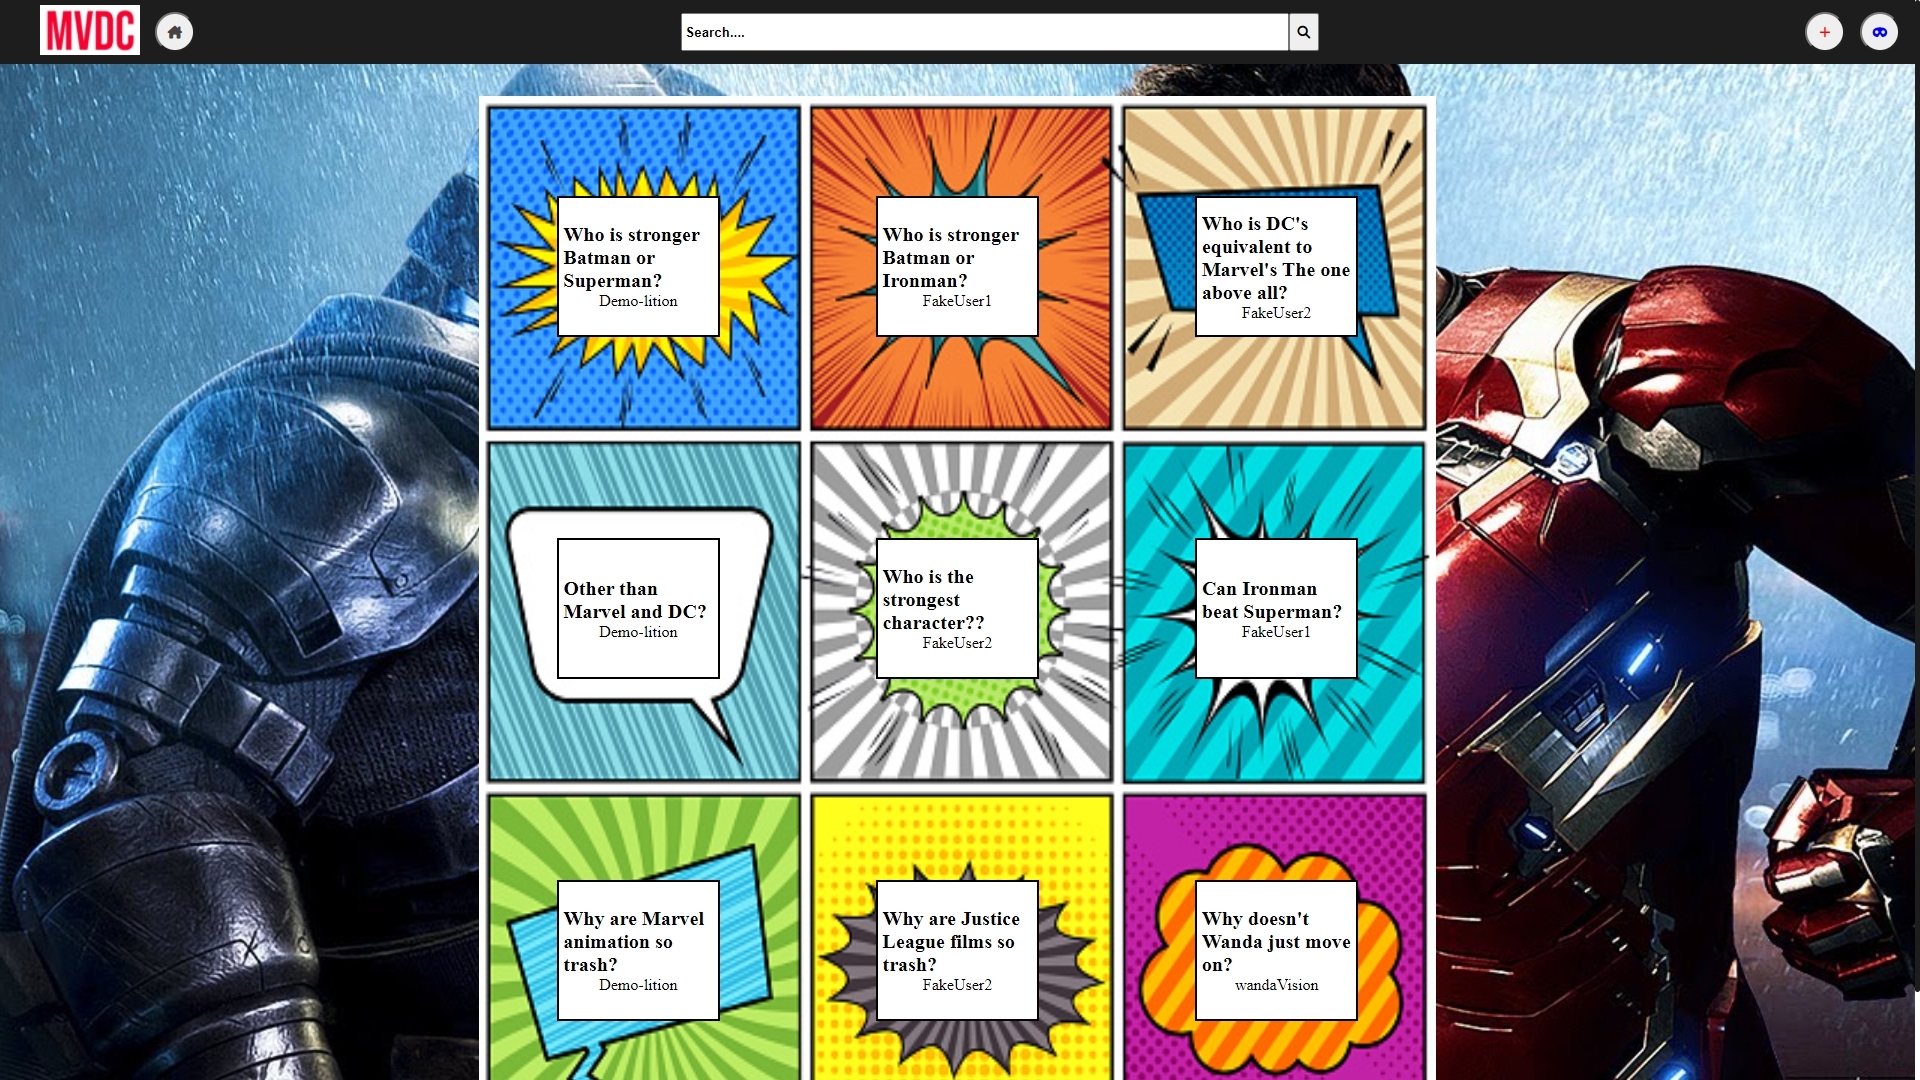 MVDC
Search....
Who is stronger
Batman or
Superman?
Demo-lition
Who is stronger
Batman or
Ironman?
FakeUser1
Who is DC's
equivalent to
Marvel's The one
above all?
FakeUser2
Other than
Marvel and DC?
Demo-lition
Who is the
strongest
character??
FakeUser2
Can Ironman
beat Superman?
FakeUser1
Why are Marvel
animation so
trash?
Demo-lition
Why are Justice
League films so
trash?
FakeUser2
Why doesn't
Wanda just move
on?
wandaVision